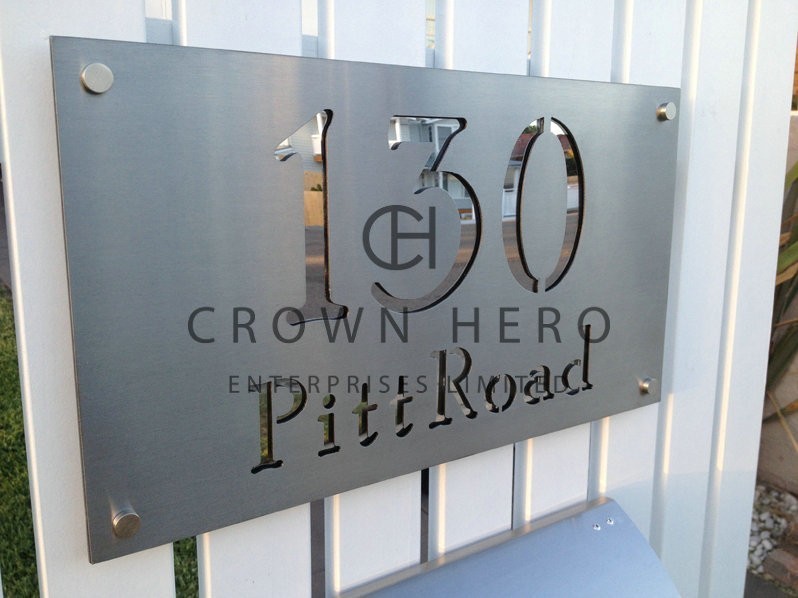 130
CH
CROWN HERO
ENTERPRISES LIMITED
Pitt Road